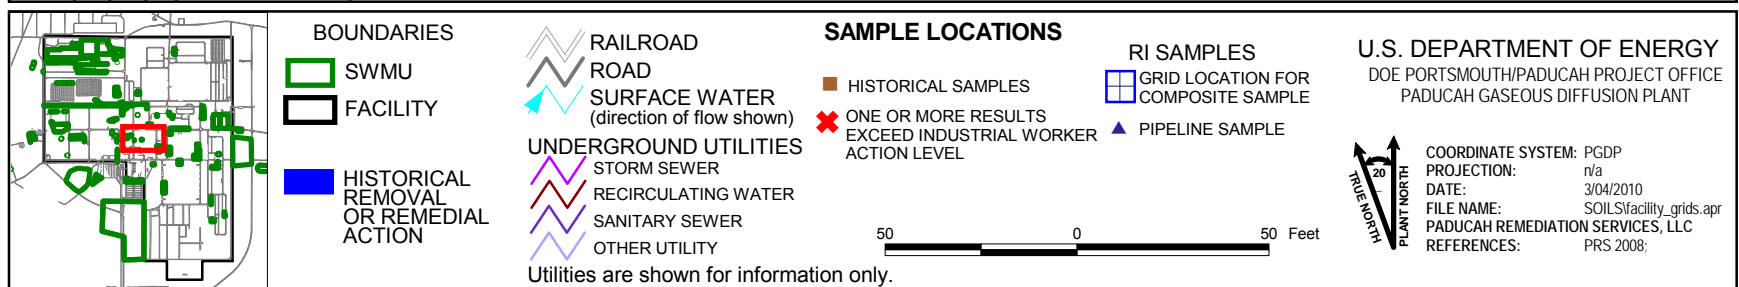 BOUNDARIES
SWMU
FACILITY
HISTORICAL
REMOVAL
OR REMEDIAL
ACTION
RAILROAD
ROAD
SURFACE WATER
(direction of flow shown)
UNDERGROUND UTILITIES
STORM SEWER
RECIRCULATING WATER
SANITARY SEWER
OTHER UTILITY
Utilities are shown for information only.
SAMPLE LOCATIONS
HISTORICAL SAMPLES
ONE OR MORE RESULTS
EXCEED INDUSTRIAL WORKER
ACTION LEVEL
RI SAMPLES
GRID LOCATION FOR
COMPOSITE SAMPLE
PIPELINE SAMPLE
50 0 50 Feet
U.S. DEPARTMENT OF ENERGY
DOE PORTSMOUTH/PADUCAH PROJECT OFFICE
PADUCAH GASEOUS DIFFUSION PLANT
20
TRUE NORTH
PLANT NORTH
COORDINATE SYSTEM: PGDP
PROJECTION: n/a
DATE: 3/04/2010
FILE NAME: SOILS\facility_grids.apr
PADUCAH REMEDIATION SERVICES, LLC
REFERENCES: PRS 2008;